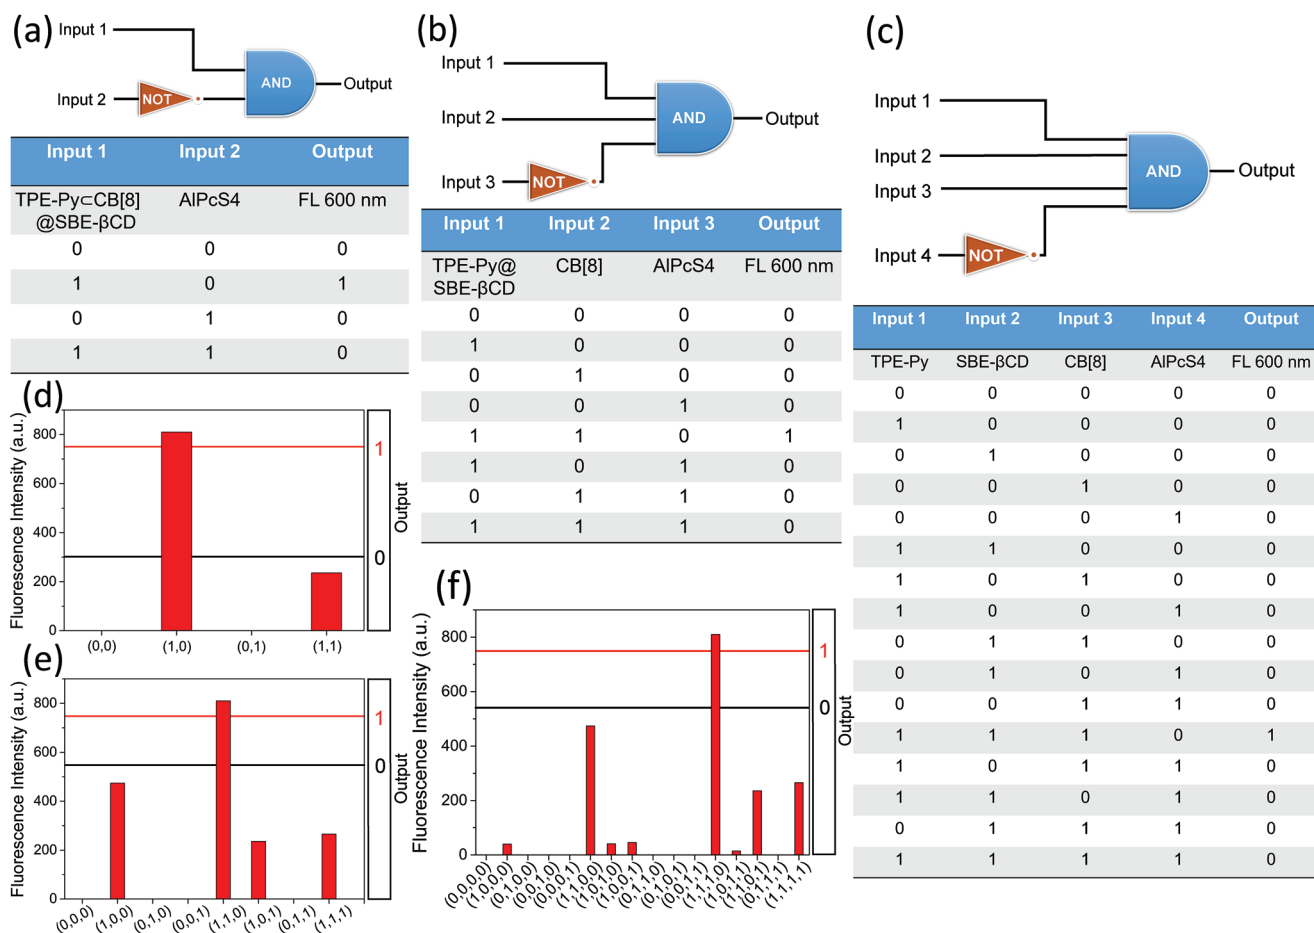 (a)
Input 1
Input 2
NOT
AND
Output
Input 1 Input 2 Output
TPE-Py⊂CB[8] AlPcS4 FL 600 nm
@SBE-βCD
0 0 0
1 0 1
0 1 0
1 1 0
(b)
Input 1
Input 2
Input 3
NOT
AND
Output
Input 1 Input 2 Input 3 Output
TPE-Py@ CB[8] AlPcS4 FL 600 nm
SBE-βCD
0 0 0 0
1 0 0 0
0 1 0 0
0 0 1 0
1 1 0 1
1 0 1 0
0 1 1 0
1 1 1 0
(c)
Input 1
Input 2
Input 3
Input 4
NOT
AND
Output
Input 1 Input 2 Input 3 Input 4 Output
TPE-Py SBE-βCD CB[8] AlPcS4 FL 600 nm
0 0 0 0 0
1 0 0 0 0
0 1 0 0 0
0 0 1 0 0
0 0 0 1 0
1 1 0 0 0
1 0 1 0 0
1 0 0 1 0
0 1 1 0 0
0 1 0 1 0
0 0 1 1 0
1 1 1 0 1
1 0 1 1 0
1 1 0 1 0
0 1 1 1 0
1 1 1 1 0
(d)
Fluorescence Intensity (a.u.)
800
600
400
200
0
(0,0) (1,0) (0,1) (1,1)
1
0
Output
(e)
Fluorescence Intensity (a.u.)
800
600
400
200
0
(0,0,0) (1,0,0) (0,1,0) (0,0,1) (1,1,0) (1,0,1) (0,1,1) (1,1,1)
1
0
Output
(f)
Fluorescence Intensity (a.u.)
800
600
400
200
0
(0,0,0,0) (1,0,0,0) (0,1,0,0) (0,0,1,0) (0,0,0,1) (1,1,0,0) (1,0,1,0) (1,0,0,1) (0,1,1,0) (0,1,0,1) (0,0,1,1) (1,1,1,0) (1,0,1,1) (1,1,0,1) (0,1,1,1) (1,1,1,1)
1
0
Output